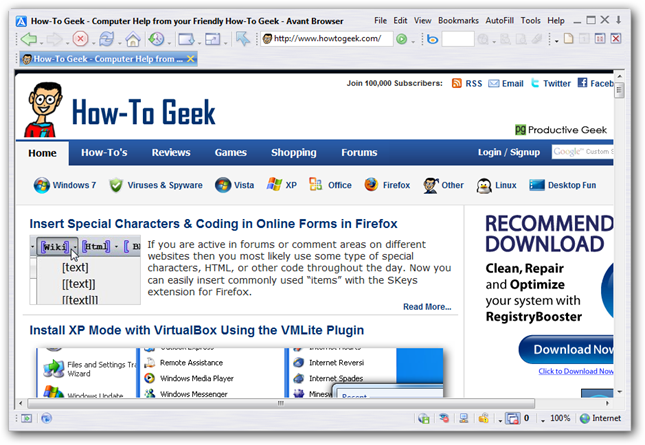 How-To Geek - Computer Help from your Friendly How-To Geek - Avant Browser
File Edit View Bookmarks AutoFill Tools Help
http://www.howtogeek.com/
How-To Geek - Computer Help from ...
Join 100,000 Subscribers: RSS Email Twitter Faceb
How-To Geek
pg Productive Geek
Home How-To's Reviews Games Shopping Forums Login / Signup Google™ Custom S
Windows 7 Viruses & Spyware Vista XP Office Firefox Other Linux Desktop Fun
Insert Special Characters & Coding in Online Forms in Firefox
[Wiki] [Html] [ B
[text]
[[text]]
[[text]]
If you are active in forums or comment areas on different
websites then you most likely use some type of special
characters, HTML, or other code throughout the day. Now you
can easily insert commonly used “items” with the SKeys
extension for Firefox.
Read More...
RECOMMEND
DOWNLOAD
Clean, Repair
and Optimize
your system with
RegistryBooster
Download Now
Click to Download Now
Install XP Mode with VirtualBox Using the VMLite Plugin
Files and Settings Tra
Wizard
Windows Update
Remote Assistance
Windows Media Player
Windows Messenger
Internet Reversi
Internet Spades
Minesw
Recent
0 100% Internet